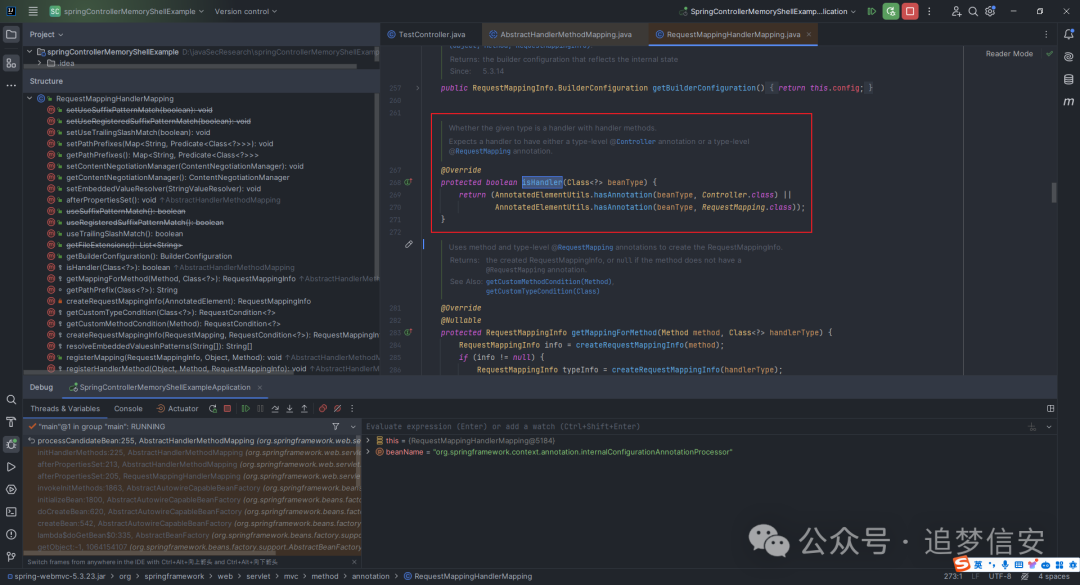 SC springControllerMemoryShellExample
Version control
SpringControllerMemoryShellExamp...lication
Project
springControllerMemoryShellExample D:\javaSecResearch\springControllerMemoryShellExamp
.idea
Structure
RequestMappingHandlerMapping
setUseSuffixPatternMatch(boolean): void
setUseRegisteredSuffixPatternMatch(boolean): void
setUseTrailingSlashMatch(boolean): void
setPathPrefixes(Map<String, Predicate<Class<?>>>): void
getPathPrefixes(): Map<String, Predicate<Class<?>>>
setContentNegotiationManager(ContentNegotiationManager): void
getContentNegotiationManager(): ContentNegotiationManager
setEmbeddedValueResolver(StringValueResolver): void
afterPropertiesSet(): void ↑AbstractHandlerMethodMapping
useSuffixPatternMatch(): boolean
useRegisteredSuffixPatternMatch(): boolean
useTrailingSlashMatch(): boolean
getFileExtensions(): List<String>
getBuilderConfiguration(): BuilderConfiguration
isHandler(Class<?>): boolean ↑AbstractHandlerMethodMapping
getMappingForMethod(Method, Class<?>): RequestMappingInfo ↑AbstractHandler
getPathPrefix(Class<?>): String
createRequestMappingInfo(AnnotatedElement): RequestMappingInfo
getCustomTypeCondition(Class<?>): RequestCondition<?>
getCustomMethodCondition(Method): RequestCondition<?>
createRequestMappingInfo(RequestMapping, RequestCondition<?>): RequestMappingIn
resolveEmbeddedValuesInPatterns(String[]): String[]
registerMapping(RequestMappingInfo, Object, Method): void ↑AbstractHandlerMethodM
registerHandlerMethod(Object, Method, RequestMappingInfo): void ↑AbstractHandlerM
TestController.java
AbstractHandlerMethodMapping.java
RequestMappingHandlerMapping.java
Reader Mode
Returns: the builder configuration that reflects the internal state
Since: 5.3.14
257 public RequestMappingInfo.BuilderConfiguration getBuilderConfiguration() { return this.config; }
260
261
Whether the given type is a handler with handler methods.
Expects a handler to have either a type-level @Controller annotation or a type-level
@RequestMapping annotation.
267 @Override
268 protected boolean isHandler(Class<?> beanType) {
269 return (AnnotatedElementUtils.hasAnnotation(beanType, Controller.class) ||
270 AnnotatedElementUtils.hasAnnotation(beanType, RequestMapping.class));
271 }
272
Uses method and type-level @RequestMapping annotations to create the RequestMappingInfo.
Returns: the created RequestMappingInfo, or null if the method does not have a
@RequestMapping annotation.
See Also: getCustomMethodCondition(Method),
getCustomTypeCondition(Class)
281 @Override
282 @Nullable
283 protected RequestMappingInfo getMappingForMethod(Method method, Class<?> handlerType) {
284 RequestMappingInfo info = createRequestMappingInfo(method);
285 if (info != null) {
286 RequestMappingInfo typeInfo = createRequestMappingInfo(handlerType);
Debug
SpringControllerMemoryShellExampleApplication
Threads & Variables
Console
Actuator
"main"@1 in group "main": RUNNING
processCandidateBean:255, AbstractHandlerMethodMapping (org.springframework.web.se
initHandlerMethods:225, AbstractHandlerMethodMapping (org.springframework.web.servle
afterPropertiesSet:213, AbstractHandlerMethodMapping (org.springframework.web.servle
afterPropertiesSet:205, RequestMappingHandlerMapping (org.springframework.web.servle
invokeInitMethods:1863, AbstractAutowireCapableBeanFactory (org.springframework.bea
initializeBean:1800, AbstractAutowireCapableBeanFactory (org.springframework.beans.fa
doCreateBean:620, AbstractAutowireCapableBeanFactory (org.springframework.beans.fac
createBean:542, AbstractAutowireCapableBeanFactory (org.springframework.beans.factory
lambda$doGetBean$0:335, AbstractBeanFactory (org.springframework.beans.factory.supp
getObject:-1, 1064154107 (org.springframework.beans.factory.support.AbstractBeanFactor
Switch frames from anywhere in the IDE with Ctrl+Alt+向上箭头 and Ctrl+Alt+向下箭头
Evaluate expression (Enter) or add a watch (Ctrl+Shift+Enter)
this = {RequestMappingHandlerMapping@5184}
beanName = "org.springframework.context.annotation.internalConfigurationAnnotationProcessor"
公众号 · 追梦信安
英
spring-webmvc-5.3.23.jar > org > springframework > web > servlet > mvc > method > annotation > RequestMappingHandlerMapping
273:1 LF UTF-8 4 spaces